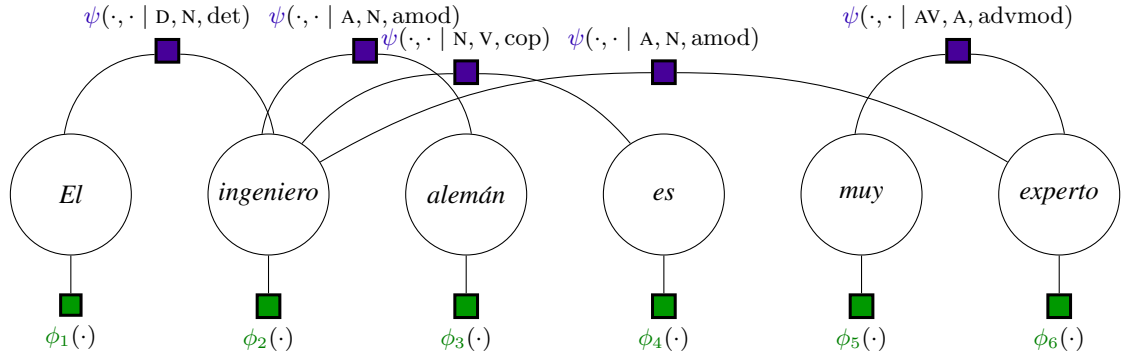 ψ(·, · | D, N, det) ψ(·, · | A, N, amod) ψ(·, · | AV, A, advmod)
ψ(·, · | N, V, cop) ψ(·, · | A, N, amod)
El ingeniero alemán es muy experto
ϕ₁(·) ϕ₂(·) ϕ₃(·) ϕ₄(·) ϕ₅(·) ϕ₆(·)